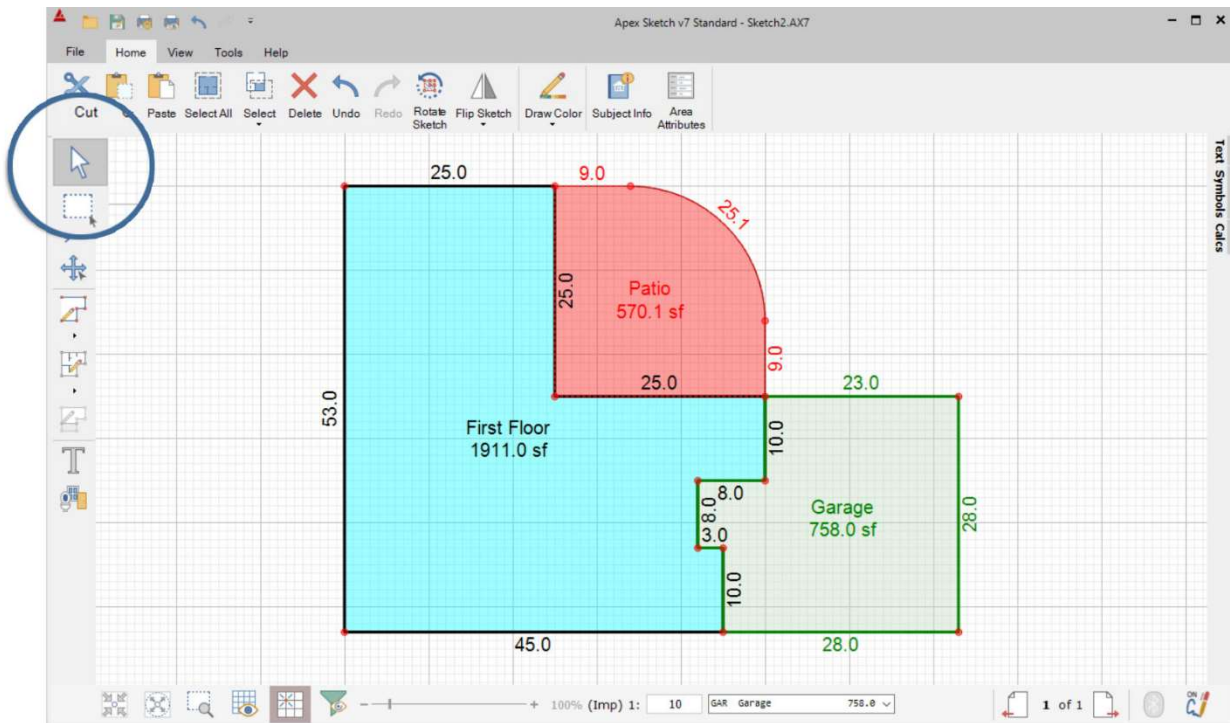 Apex Sketch v7 Standard - Sketch2.AX7
File Home View Tools Help
Cut Paste Select All Select Delete Undo Redo Rotate Sketch Flip Sketch Draw Color Subject Info Area Attributes
Text Symbols Calcs
25.0 9.0
25.1
25.0
Patio
570.1 sf
9.0
25.0 23.0
53.0
First Floor
1911.0 sf
10.0
8.0
8.0
Garage
758.0 sf
28.0
3.0
10.0
45.0 28.0
100% (Imp) 1: 10 GAR Garage 758.0 1 of 1 ON